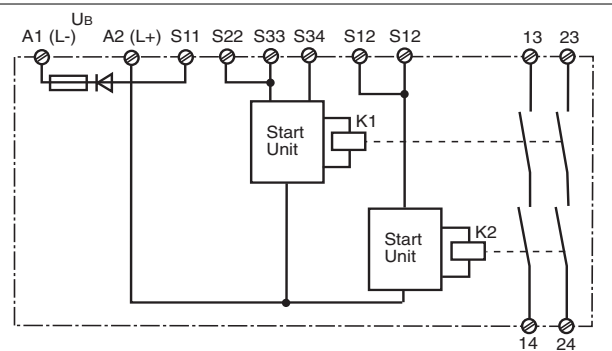 UB
A1 (L-) A2 (L+) S11 S22 S33 S34 S12 S12 13 23
Start
Unit
K1
Start
Unit
K2
14 24